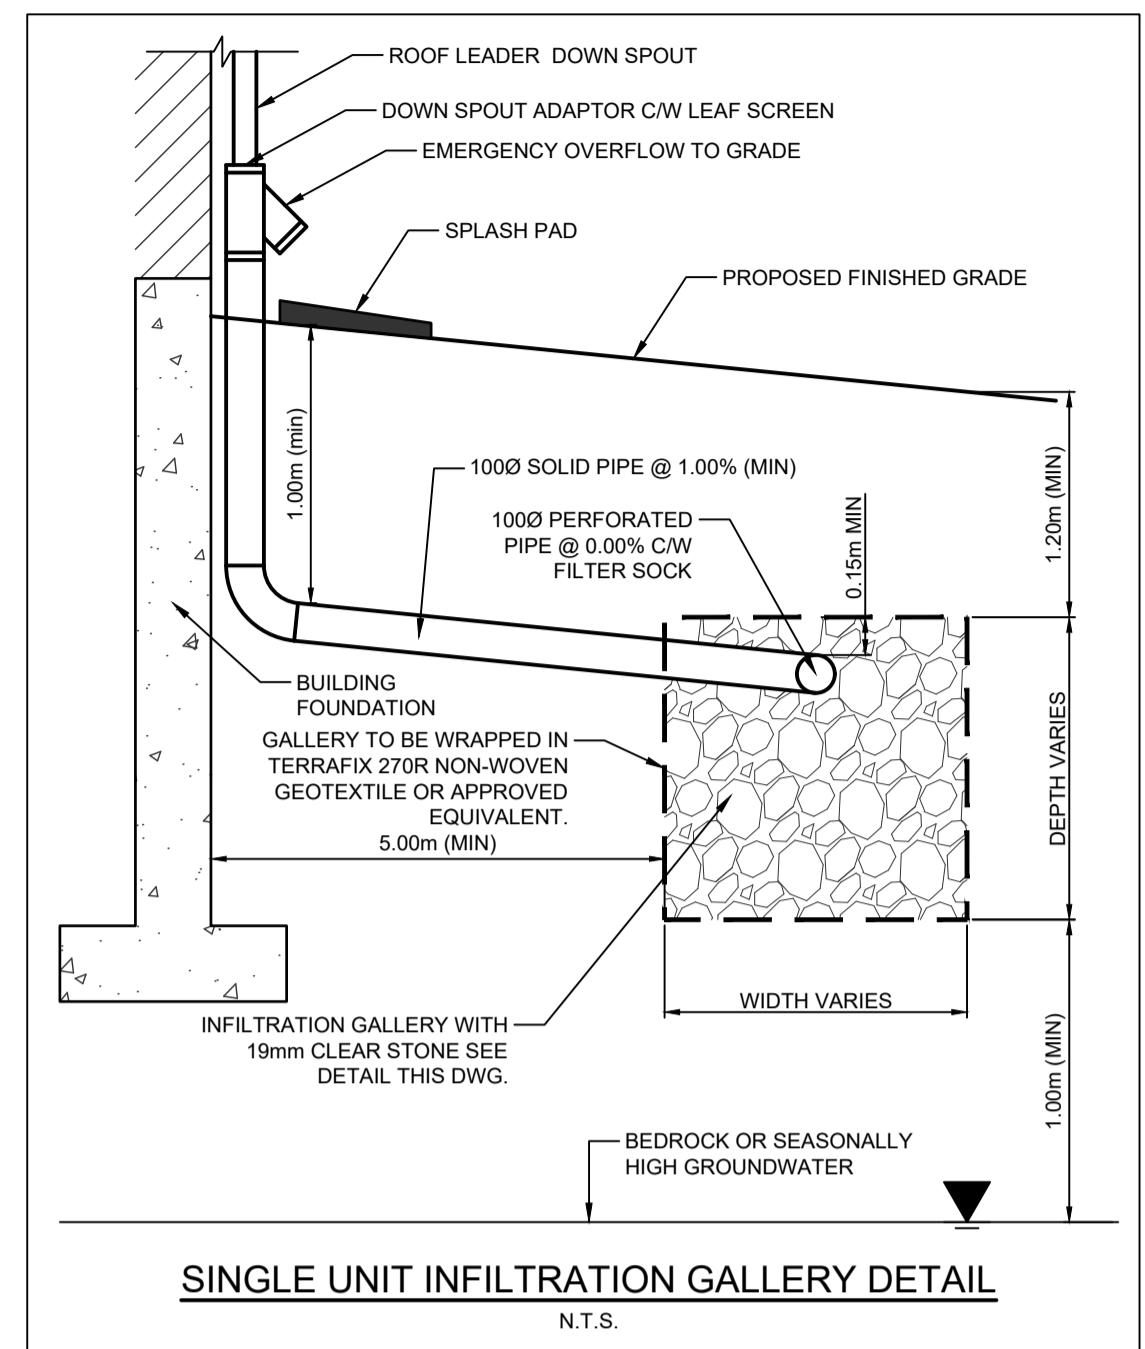 ROOF LEADER DOWN SPOUT
DOWN SPOUT ADAPTOR C/W LEAF SCREEN
EMERGENCY OVERFLOW TO GRADE
SPLASH PAD
PROPOSED FINISHED GRADE
1.00m (min)
100Ø SOLID PIPE @ 1.00% (MIN)
100Ø PERFORATED
PIPE @ 0.00% C/W
FILTER SOCK
0.15m MIN
1.20m (MIN)
BUILDING
FOUNDATION
GALLERY TO BE WRAPPED IN
TERRAFIX 270R NON-WOVEN
GEOTEXTILE OR APPROVED
EQUIVALENT.
5.00m (MIN)
DEPTH VARIES
WIDTH VARIES
INFILTRATION GALLERY WITH
19mm CLEAR STONE SEE
DETAIL THIS DWG.
1.00m (MIN)
BEDROCK OR SEASONALLY
HIGH GROUNDWATER
SINGLE UNIT INFILTRATION GALLERY DETAIL
N.T.S.